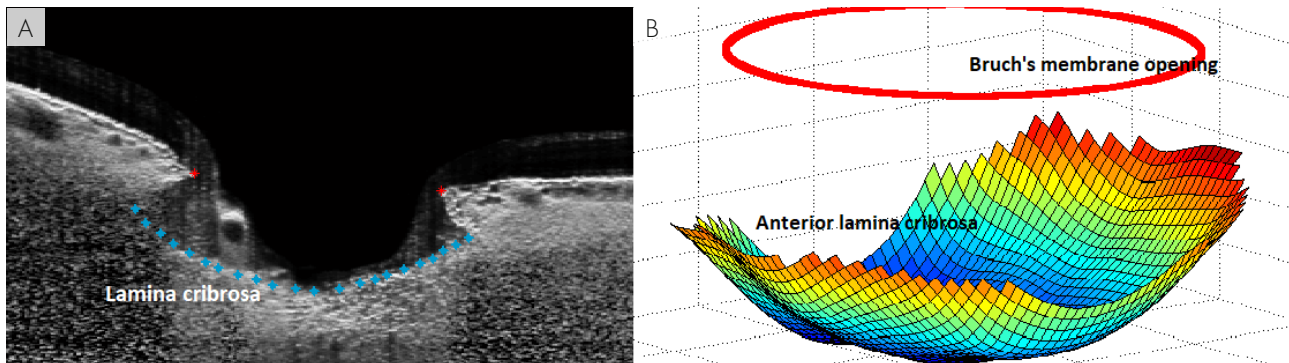 A
Lamina cribrosa
B
Bruch's membrane opening
Anterior lamina cribrosa